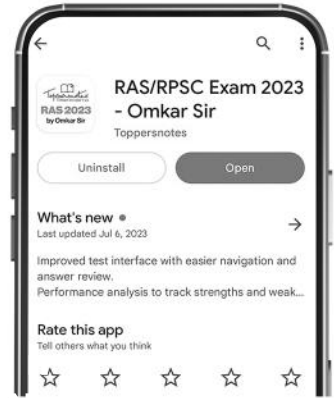 Toppersnotes
RAS 2023
by Omkar Sir
RAS/RPSC Exam 2023
- Omkar Sir
Toppersnotes
Uninstall
Open
What's new
Last updated Jul 6, 2023
Improved test interface with easier navigation and
answer review.
Performance analysis to track strengths and weak...
Rate this app
Tell others what you think